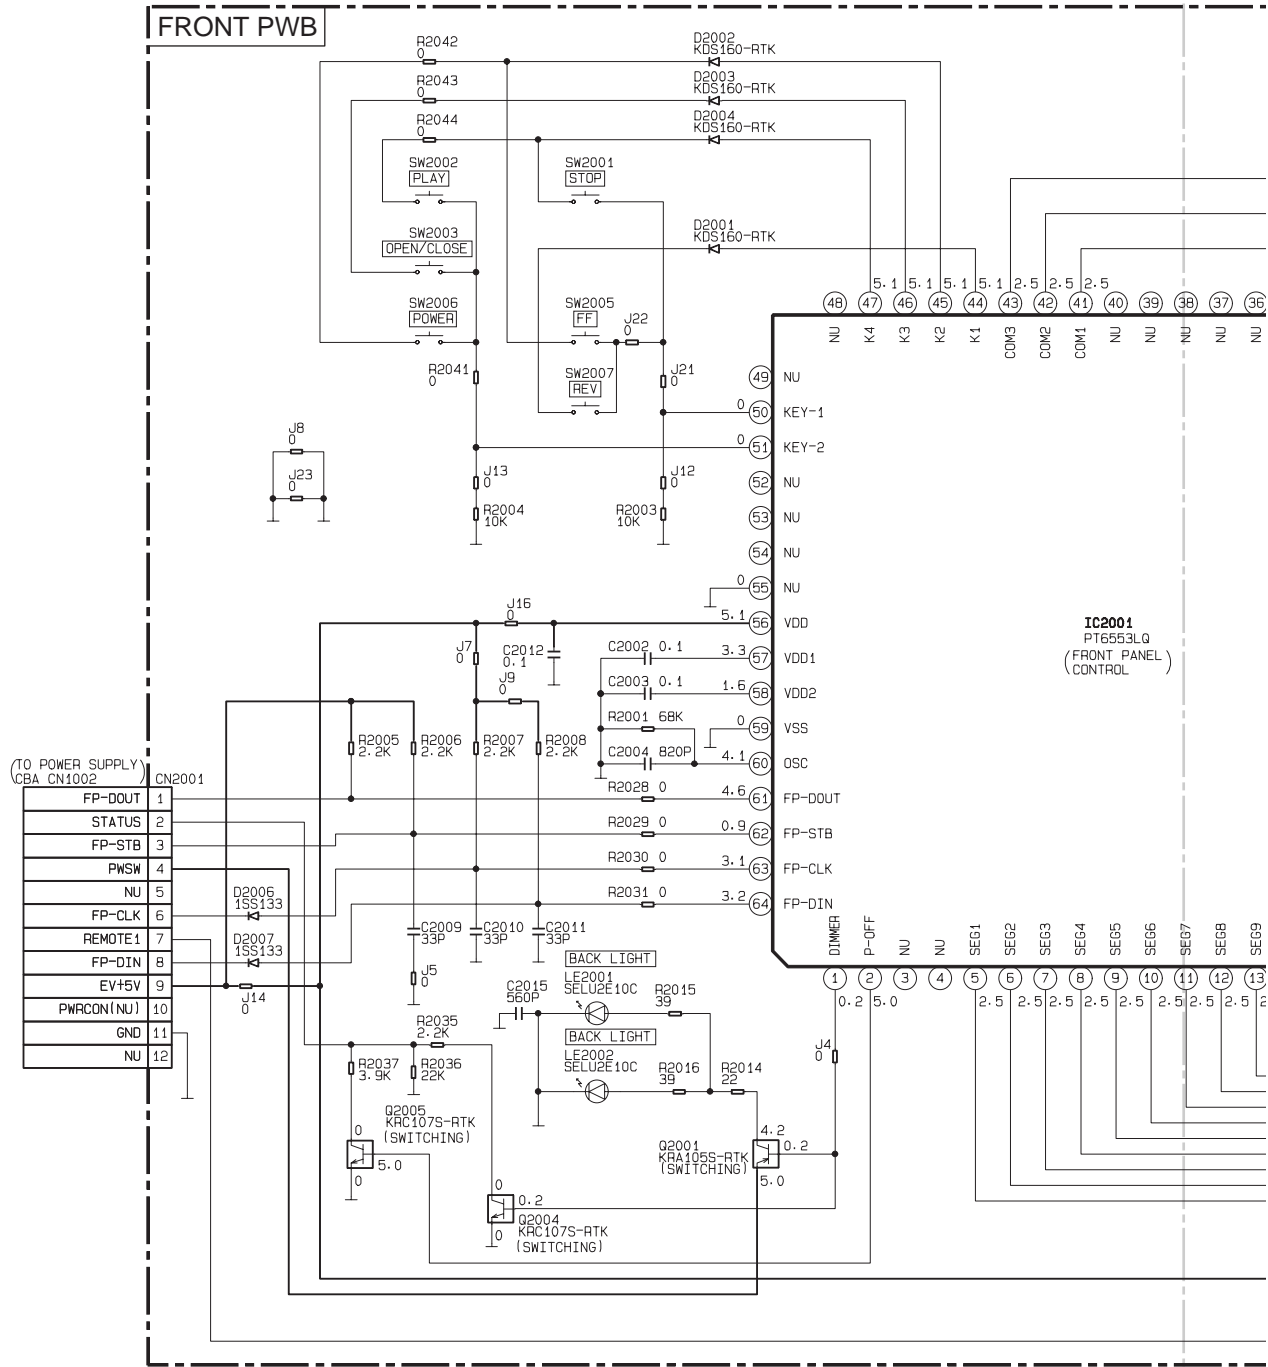 FRONT PWB
R2042
0
D2002
KDS160-RTK
R2043
0
D2003
KDS160-RTK
R2044
0
D2004
KDS160-RTK
SW2002
PLAY
SW2001
STOP
D2001
KDS160-RTK
SW2003
OPEN/CLOSE
SW2006
POWER
SW2005
FF
J22
0
R2041
0
SW2007
REV
J21
0
J8
0
J23
0
J13
0
J12
0
R2004
10K
R2003
10K
5.1 5.1 5.1 5.1 2.5 2.5 2.5
48 47 46 45 44 43 42 41 40 39 38 37 36
NU K4 K3 K2 K1 COM3 COM2 COM1 NU NU NU NU NU
49 NU
0 50 KEY-1
0 51 KEY-2
52 NU
53 NU
54 NU
0 55 NU
5.1 56 VDD
3.3 57 VDD1
1.6 58 VDD2
0 59 VSS
4.1 60 OSC
4.6 61 FP-DOUT
0.9 62 FP-STB
3.1 63 FP-CLK
3.2 64 FP-DIN
IC2001
PT6553LQ
(FRONT PANEL
CONTROL)
J16
0
J7
0
C2012
0.1
J9
0
C2002 0.1
C2003 0.1
R2001 68K
C2004 820P
R2005
2.2K
R2006
2.2K
R2007
2.2K
R2008
2.2K
R2028 0
R2029 0
R2030 0
R2031 0
(TO POWER SUPPLY)
CBA CN1002
CN2001
FP-DOUT 1
STATUS 2
FP-STB 3
PWSW 4
NU 5
FP-CLK 6
REMOTE1 7
FP-DIN 8
EV+5V 9
PWRCON(NU) 10
GND 11
NU 12
D2006
1SS133
D2007
1SS133
J14
0
C2009
33P
C2010
33P
C2011
33P
J5
0
BACK LIGHT
LE2001
SELU2E10C
C2015
560P
R2015
39
BACK LIGHT
LE2002
SELU2E10C
R2016
39
R2014
22
R2035
2.2K
R2037
3.9K
R2036
22K
J4
0
DIMMER P-OFF NU NU SEG1 SEG2 SEG3 SEG4 SEG5 SEG6 SEG7 SEG8 SEG9
1 2 3 4 5 6 7 8 9 10 11 12 13
0.2 5.0 2.5 2.5 2.5 2.5 2.5 2.5 2.5 2.5 2
Q2005
KRC107S-RTK
(SWITCHING)
0
5.0
0
Q2001
KRA105S-RTK
(SWITCHING)
4.2
0.2
5.0
0
0.2
0
Q2004
KRC107S-RTK
(SWITCHING)